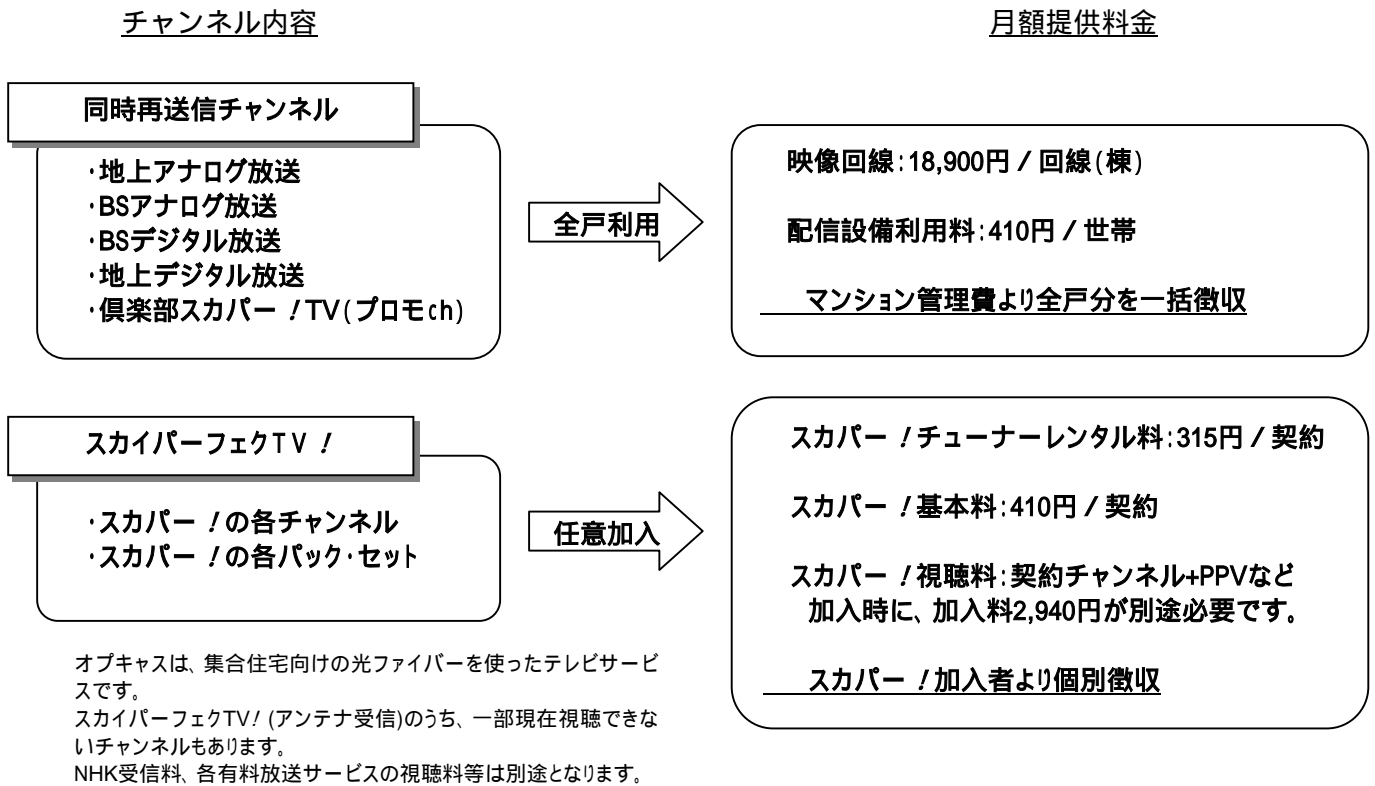 チャンネル内容
月額提供料金
同時再送信チャンネル
・地上アナログ放送
・BSアナログ放送
・BSデジタル放送
・地上デジタル放送
・倶楽部スカパー！TV(プロモch)
全戸利用
映像回線:18,900円 / 回線(棟)
配信設備利用料:410円 / 世帯
マンション管理費より全戸分を一括徴収
スカイパーフェクTV！
・スカパー！の各チャンネル
・スカパー！の各パック・セット
任意加入
スカパー！チューナーレンタル料:315円 / 契約
スカパー！基本料:410円 / 契約
スカパー！視聴料:契約チャンネル+PPVなど
加入時に、加入料2,940円が別途必要です。
スカパー！加入者より個別徴収
オプキャスは、集合住宅向けの光ファイバーを使ったテレビサービ
スです。
スカイパーフェクTV! (アンテナ受信)のうち、一部現在視聴できな
いチャンネルもあります。
NHK受信料、各有料放送サービスの視聴料等は別途となります。